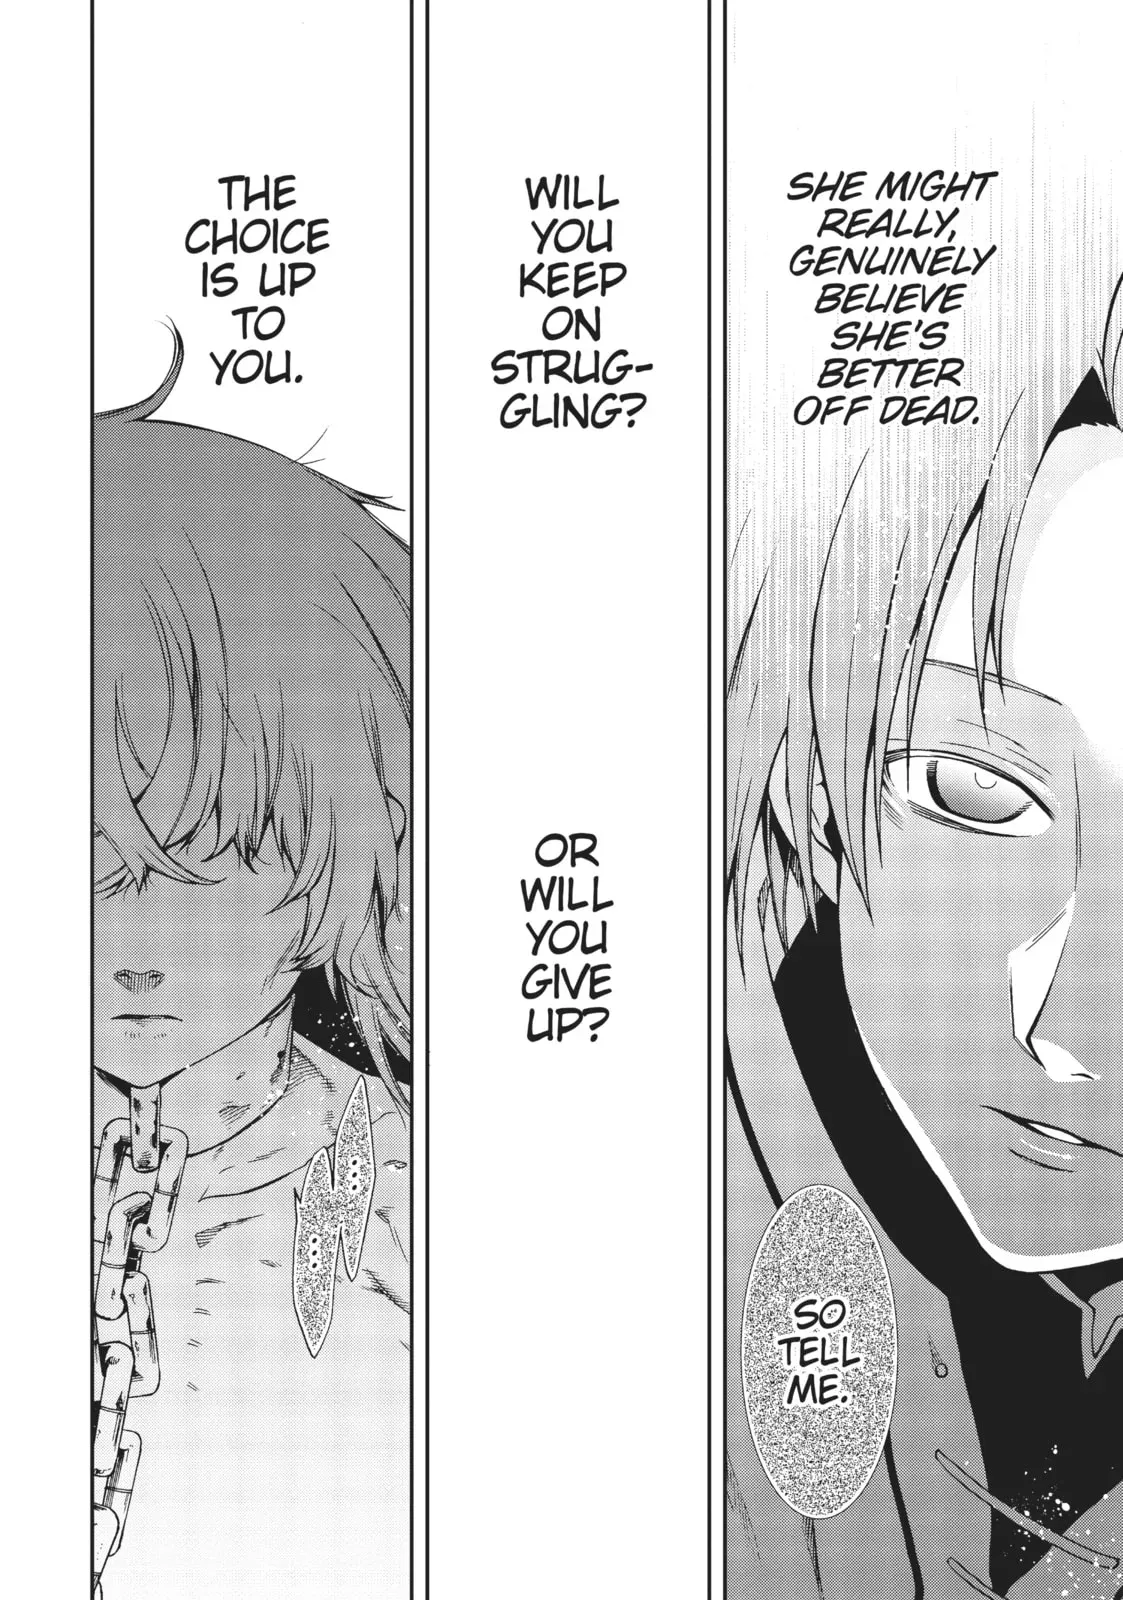 SHE MIGHT
REALLY,
GENUINELY
BELIEVE
SHE'S
BETTER
OFF DEAD.
SO
TELL
ME.
WILL
YOU
KEEP
ON
STRUG-
GLING?
OR
WILL
YOU
GIVE
UP?
THE
CHOICE
IS UP
TO
YOU.
...
...